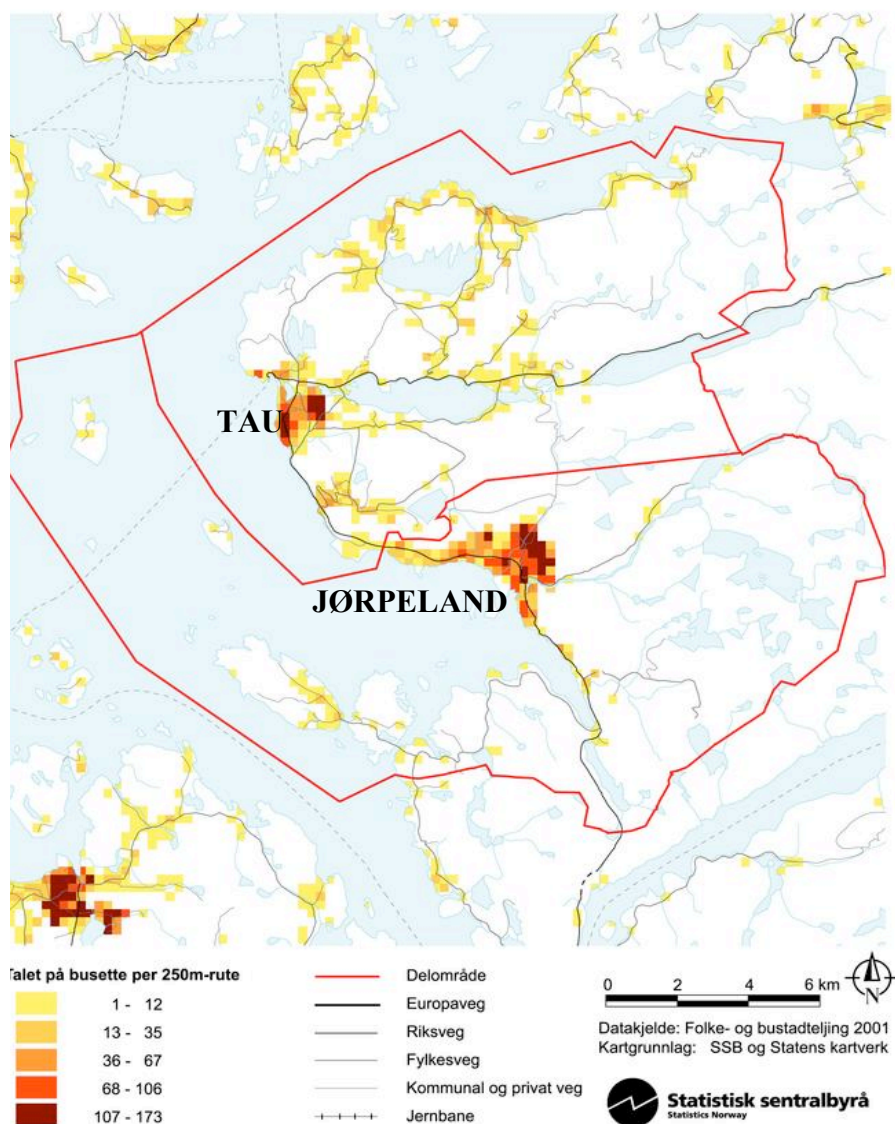 TAU
JØRPELAND
Talet på busette per 250m-rute
1 - 12
13 - 35
36 - 67
68 - 106
107 - 173
Delområde
Europaveg
Riksveg
Fylkesveg
Kommunal og privat veg
Jernbane
0 2 4 6 km
N
Datakjelde: Folke- og bustadteljing 2001
Kartgrunnlag: SSB og Statens kartverk
Statistisk sentralbyrå
Statistics Norway